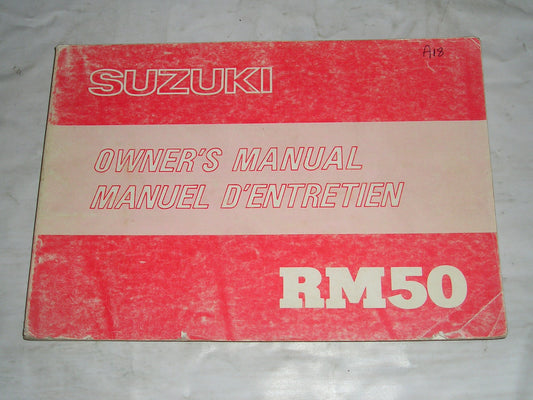 A18
SUZUKI
OWNER'S MANUAL
MANUEL D'ENTRETIEN
RM50